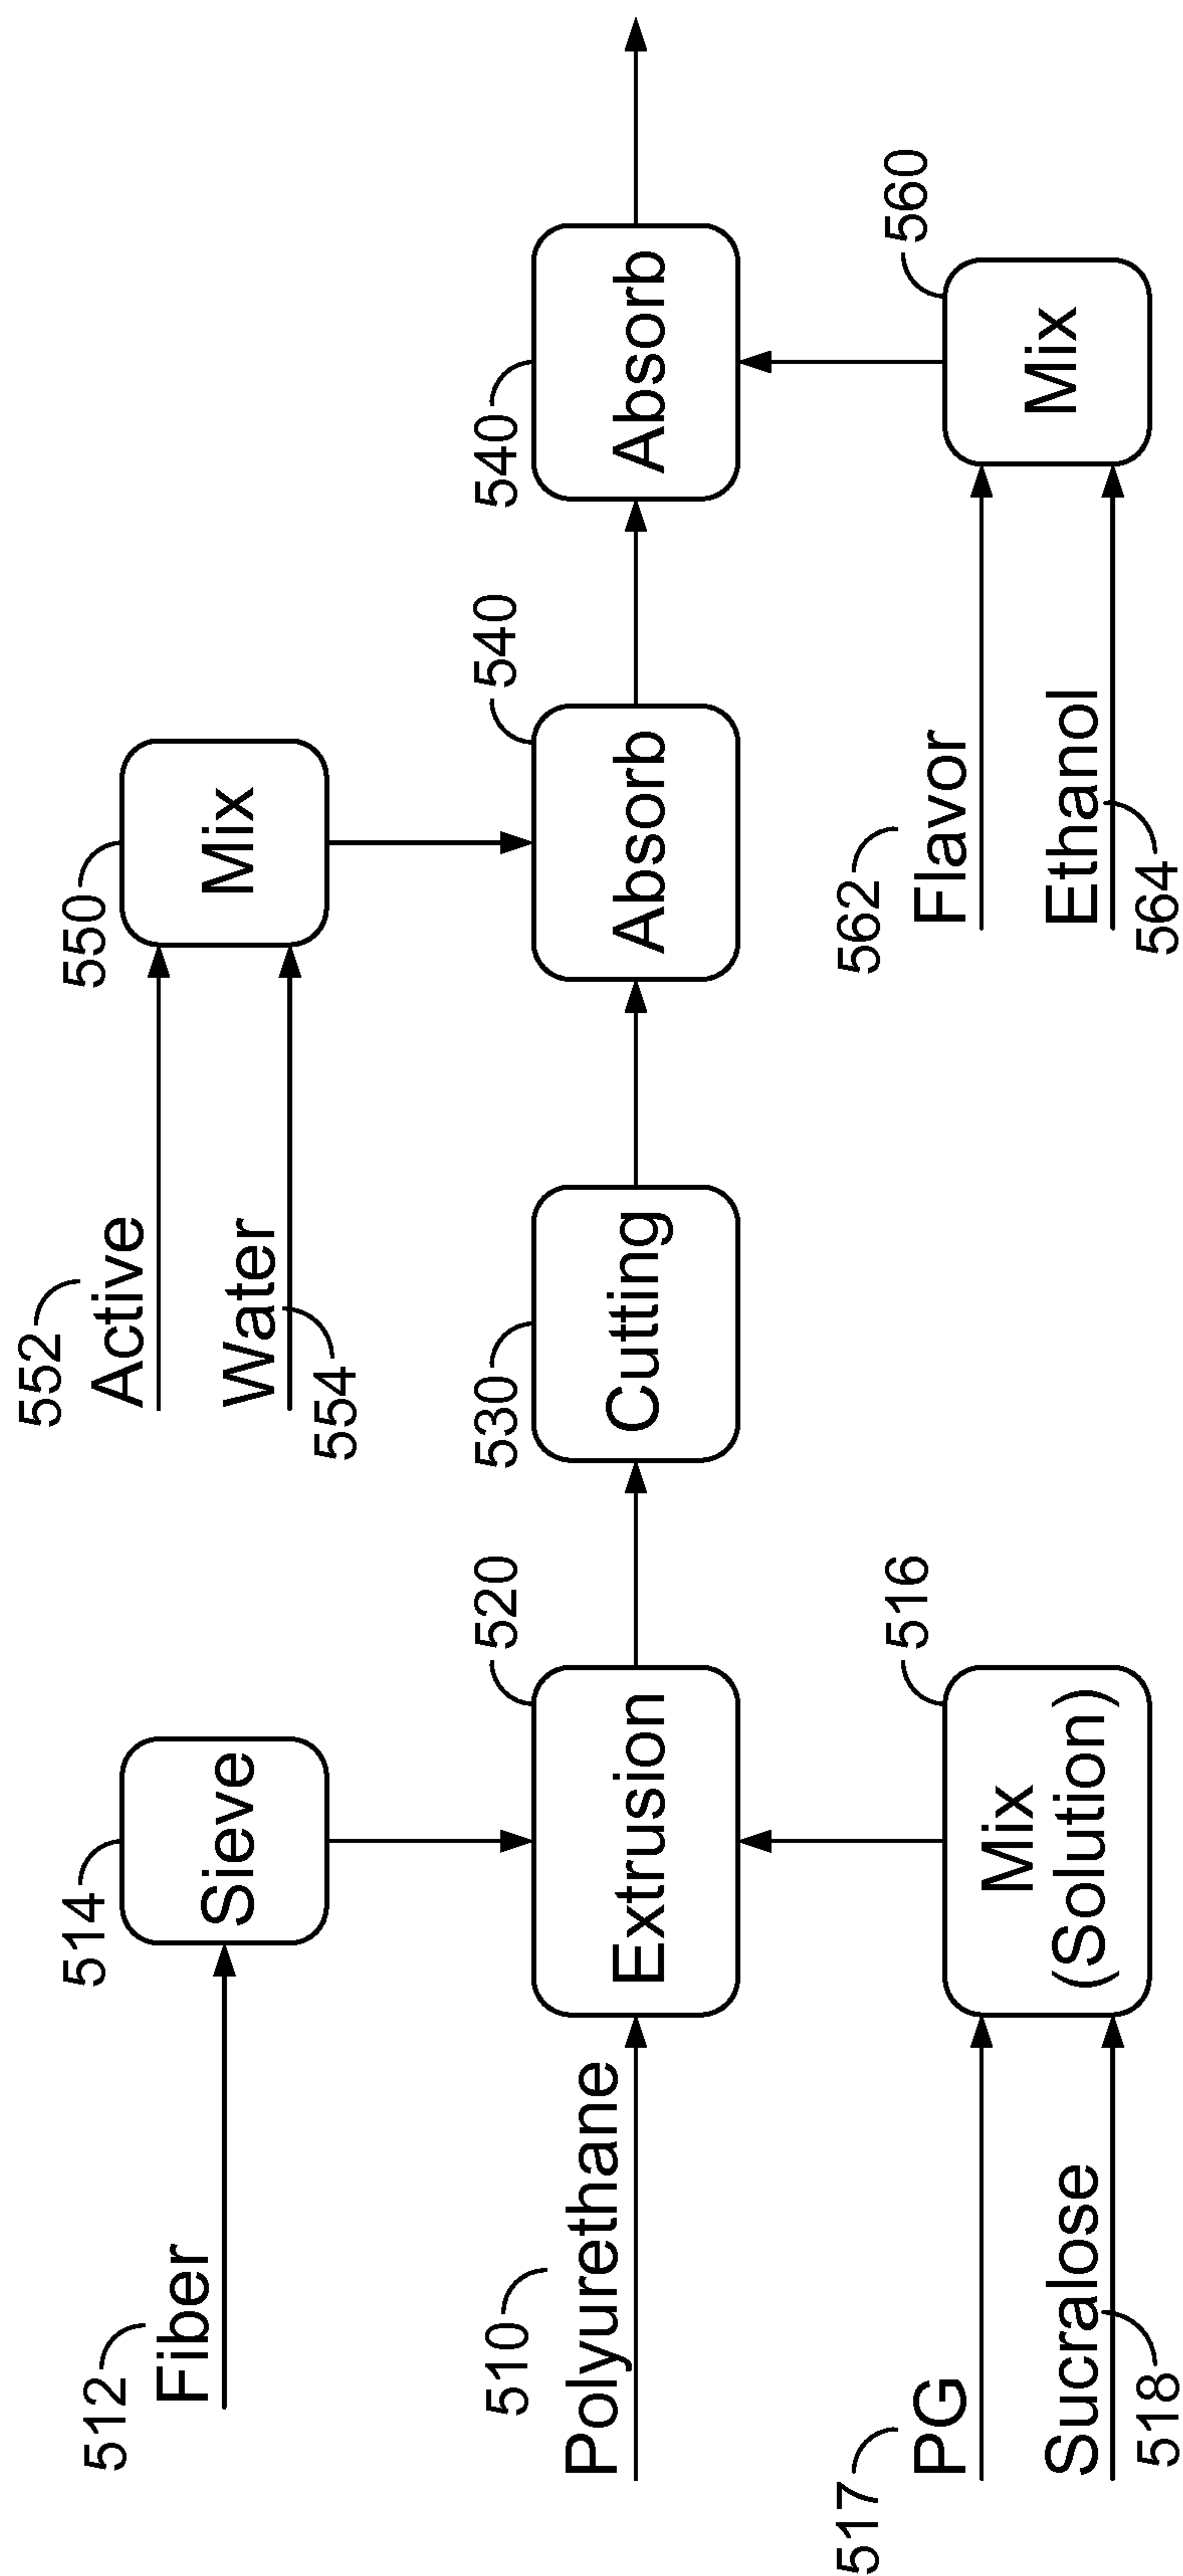 512
Fiber
514
Sieve
552
Active
Water
554
550
Mix
510
Polyurethane
520
Extrusion
530
Cutting
540
Absorb
540
Absorb
517
PG
Sucralose
518
516
Mix
(Solution)
562
Flavor
Ethanol
564
560
Mix